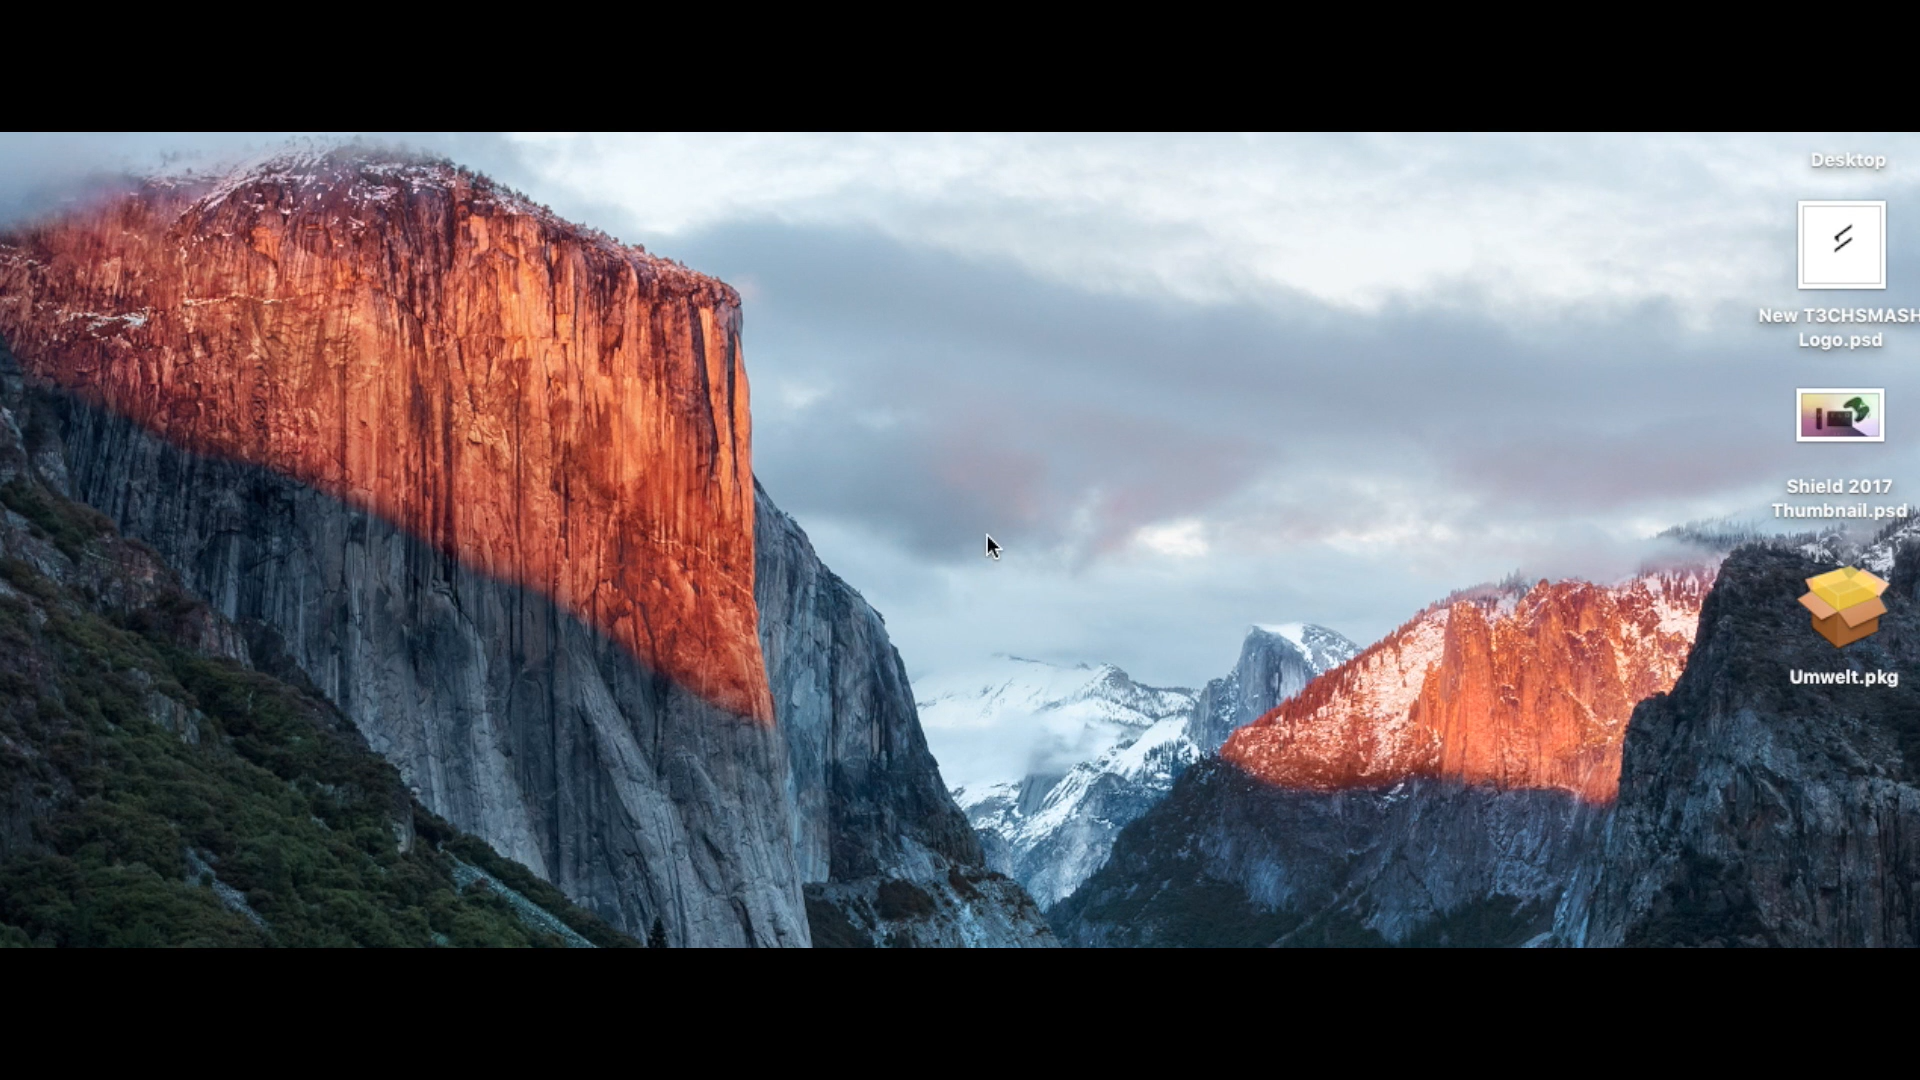 Desktop
New T3CHSMASH
Logo.psd
Shield 2017
Thumbnail.psd
Umwelt.pkg